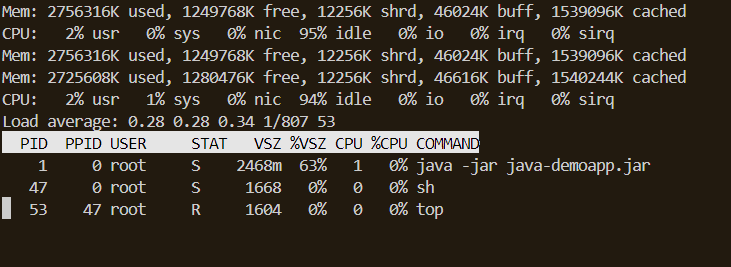 Mem: 2756316K used, 1249768K free, 12256K shrd, 46024K buff, 1539096K cached
CPU:   2% usr   0% sys   0% nic  95% idle   0% io   0% irq   0% sirq
Mem: 2756316K used, 1249768K free, 12256K shrd, 46024K buff, 1539096K cached
Mem: 2725608K used, 1280476K free, 12256K shrd, 46616K buff, 1540244K cached
CPU:   2% usr   1% sys   0% nic  94% idle   0% io   0% irq   0% sirq
Load average: 0.28 0.28 0.34 1/807 53
  PID  PPID USER     STAT   VSZ %VSZ CPU %CPU COMMAND
    1     0 root     S    2468m  63%   1   0% java -jar java-demoapp.jar
   47     0 root     S     1668   0%   0   0% sh
   53    47 root     R     1604   0%   0   0% top